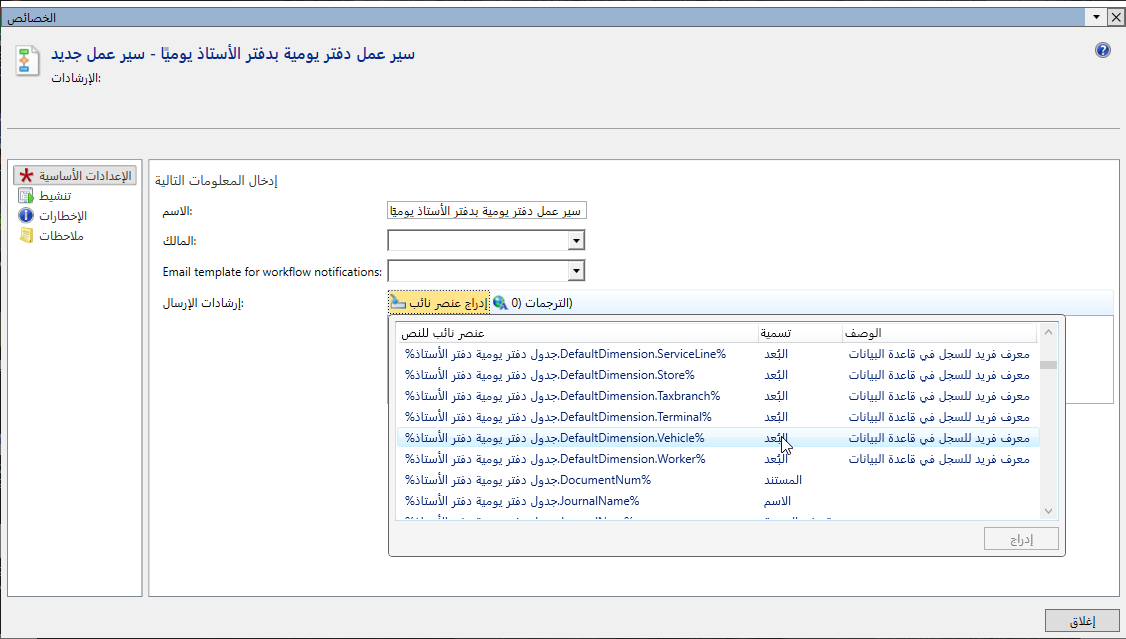 الخصائص
سير عمل دفتر يومية بدفتر الأستاذ يوميًا - سير عمل جديد
الإرشادات:
الإعدادات الأساسية
تنشيط
الإخطارات
ملاحظات
إدخال المعلومات التالية
الاسم: سير عمل دفتر يومية بدفتر الأستاذ يوميًا
المالك:
Email template for workflow notifications:
إرشادات الإرسال: إدراج عنصر نائب الترجمات (0)
عنصر نائب للنص تسمية الوصف
%جدول دفتر يومية دفتر الأستاذ.DefaultDimension.ServiceLine% البُعد معرف فريد للسجل في قاعدة البيانات
%جدول دفتر يومية دفتر الأستاذ.DefaultDimension.Store% البُعد معرف فريد للسجل في قاعدة البيانات
%جدول دفتر يومية دفتر الأستاذ.DefaultDimension.Taxbranch% البُعد معرف فريد للسجل في قاعدة البيانات
%جدول دفتر يومية دفتر الأستاذ.DefaultDimension.Terminal% البُعد معرف فريد للسجل في قاعدة البيانات
%جدول دفتر يومية دفتر الأستاذ.DefaultDimension.Vehicle% البُعد معرف فريد للسجل في قاعدة البيانات
%جدول دفتر يومية دفتر الأستاذ.DefaultDimension.Worker% البُعد معرف فريد للسجل في قاعدة البيانات
%جدول دفتر يومية دفتر الأستاذ.DocumentNum% المستند
%جدول دفتر يومية دفتر الأستاذ.JournalName% الاسم
إدراج
إغلاق